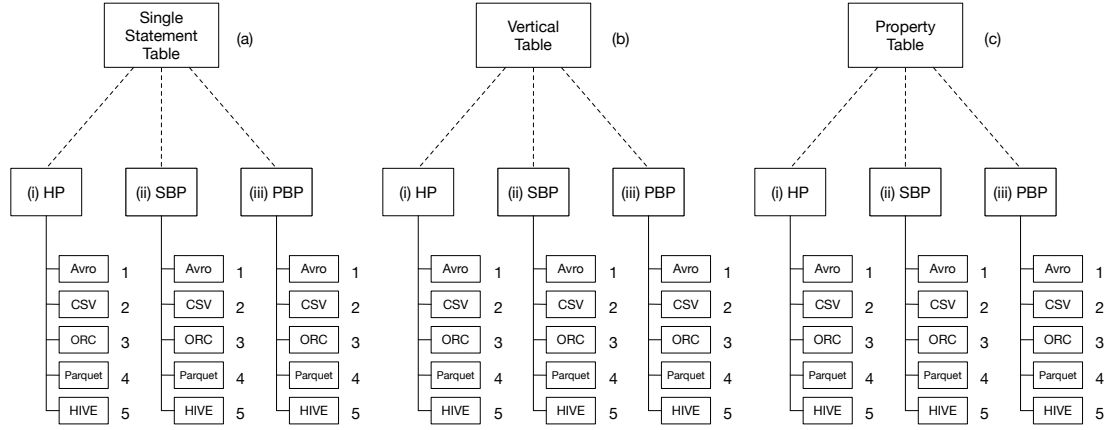 Single
Statement
Table
(a)
Vertical
Table
(b)
Property
Table
(c)
(i) HP
(ii) SBP
(iii) PBP
(i) HP
(ii) SBP
(iii) PBP
(i) HP
(ii) SBP
(iii) PBP
Avro 1 Avro 1 Avro 1 Avro 1 Avro 1 Avro 1 Avro 1 Avro 1 Avro 1
CSV 2 CSV 2 CSV 2 CSV 2 CSV 2 CSV 2 CSV 2 CSV 2 CSV 2
ORC 3 ORC 3 ORC 3 ORC 3 ORC 3 ORC 3 ORC 3 ORC 3 ORC 3
Parquet 4 Parquet 4 Parquet 4 Parquet 4 Parquet 4 Parquet 4 Parquet 4 Parquet 4 Parquet 4
HIVE 5 HIVE 5 HIVE 5 HIVE 5 HIVE 5 HIVE 5 HIVE 5 HIVE 5 HIVE 5